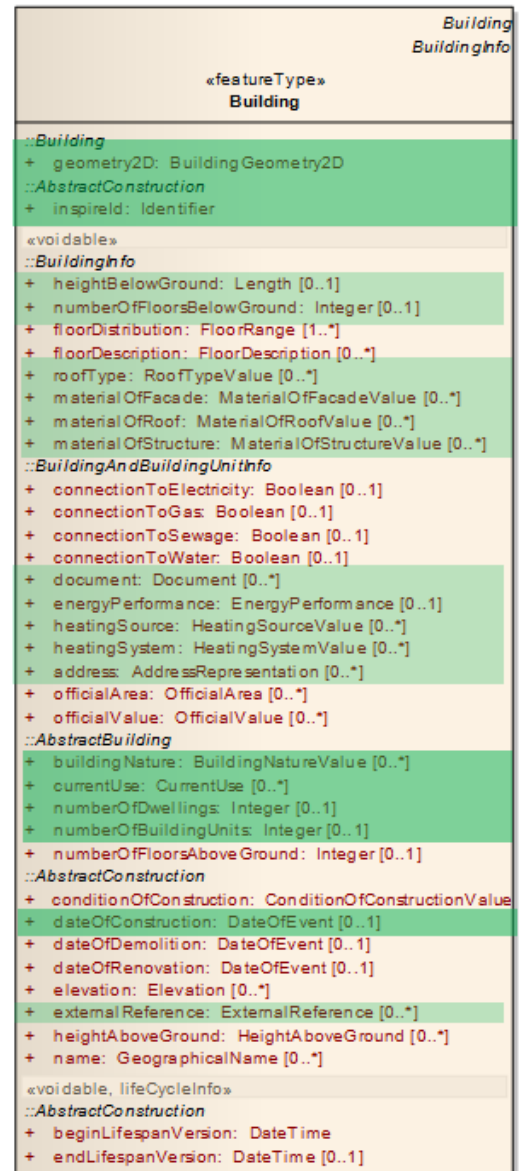 Building
BuildingInfo
«featureType»
Building
::Building
+ geometry2D: BuildingGeometry2D
::AbstractConstruction
+ inspireId: Identifier
«voidable»
::BuildingInfo
+ heightBelowGround: Length [0..1]
+ numberOfFloorsBelowGround: Integer [0..1]
+ floorDistribution: FloorRange [1..*]
+ floorDescription: FloorDescription [0..*]
+ roofType: RoofTypeValue [0..*]
+ materialOfFacade: MaterialOfFacadeValue [0..*]
+ materialOfRoof: MaterialOfRoofValue [0..*]
+ materialOfStructure: MaterialOfStructureValue [0..*]
::BuildingAndBuildingUnitInfo
+ connectionToElectricity: Boolean [0..1]
+ connectionToGas: Boolean [0..1]
+ connectionToSewage: Boolean [0..1]
+ connectionToWater: Boolean [0..1]
+ document: Document [0..*]
+ energyPerformance: EnergyPerformance [0..1]
+ heatingSource: HeatingSourceValue [0..*]
+ heatingSystem: HeatingSystemValue [0..*]
+ address: AddressRepresentation [0..*]
+ officialArea: OfficialArea [0..*]
+ officialValue: OfficialValue [0..*]
::AbstractBuilding
+ buildingNature: BuildingNatureValue [0..*]
+ currentUse: CurrentUse [0..*]
+ numberOfDwellings: Integer [0..1]
+ numberOfBuildingUnits: Integer [0..1]
+ numberOfFloorsAboveGround: Integer [0..1]
::AbstractConstruction
+ conditionOfConstruction: ConditionOfConstructionValue
+ dateOfConstruction: DateOfEvent [0..1]
+ dateOfDemolition: DateOfEvent [0..1]
+ dateOfRenovation: DateOfEvent [0..1]
+ elevation: Elevation [0..*]
+ externalReference: ExternalReference [0..*]
+ heightAboveGround: HeightAboveGround [0..*]
+ name: GeographicalName [0..*]
«voidable, lifeCycleInfo»
::AbstractConstruction
+ beginLifespanVersion: DateTime
+ endLifespanVersion: DateTime [0..1]